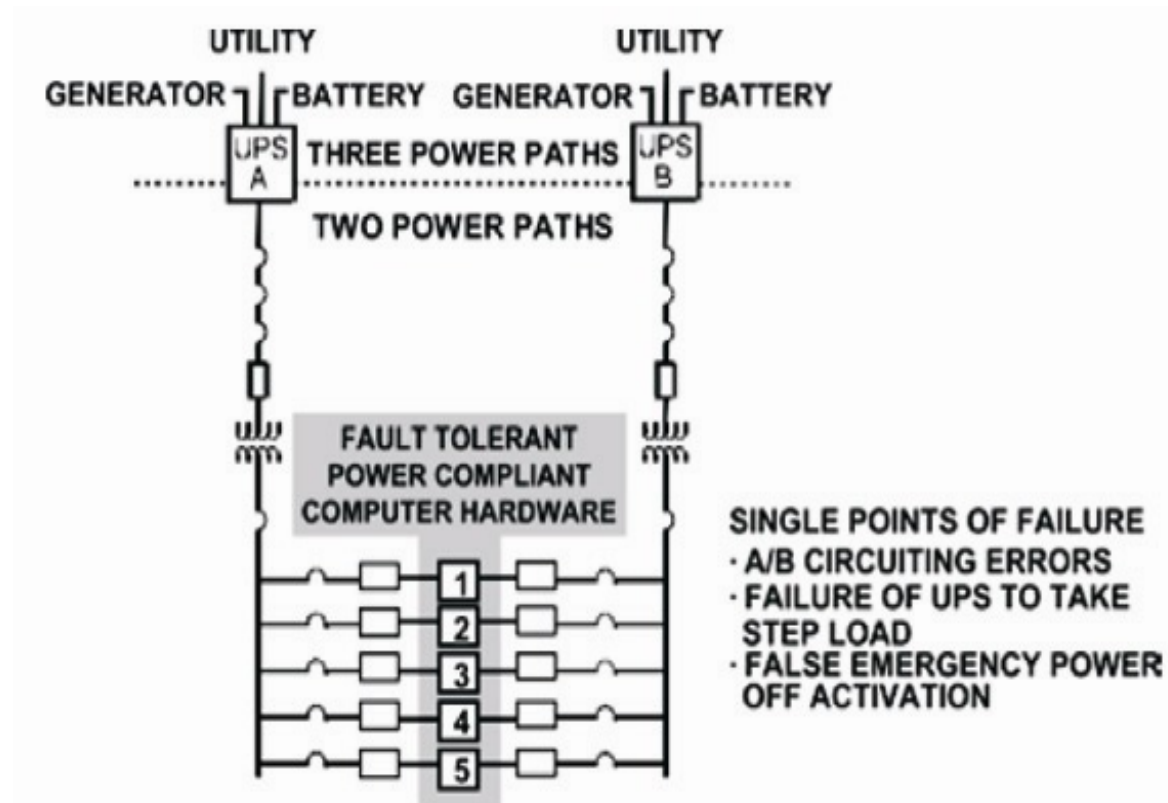 UTILITY UTILITY
GENERATOR BATTERY GENERATOR BATTERY
UPS A THREE POWER PATHS UPS B
TWO POWER PATHS
FAULT TOLERANT
POWER COMPLIANT
COMPUTER HARDWARE
1
2
3
4
5
SINGLE POINTS OF FAILURE
· A/B CIRCUITING ERRORS
· FAILURE OF UPS TO TAKE
STEP LOAD
· FALSE EMERGENCY POWER
OFF ACTIVATION